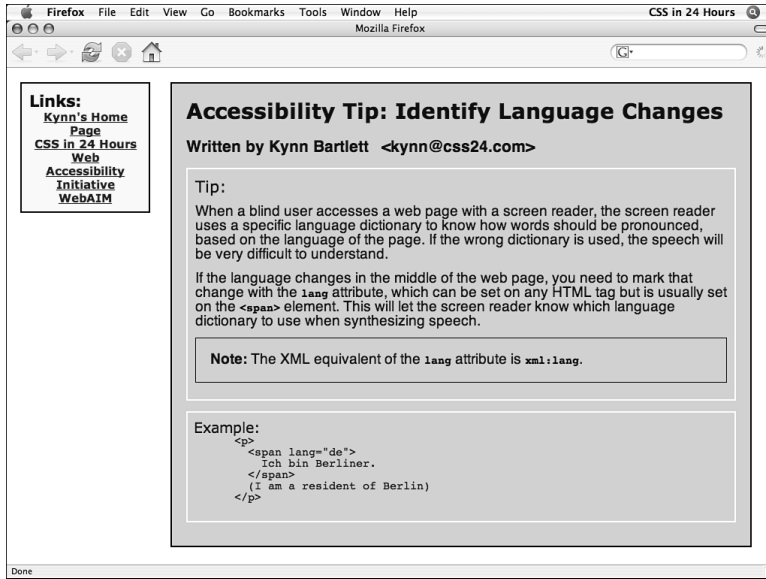 Firefox File Edit View Go Bookmarks Tools Window Help CSS in 24 Hours
Mozilla Firefox
G
Links:
Kynn's Home
Page
CSS in 24 Hours
Web
Accessibility
Initiative
WebAIM
Accessibility Tip: Identify Language Changes
Written by Kynn Bartlett <kynn@css24.com>
Tip:
When a blind user accesses a web page with a screen reader, the screen reader
uses a specific language dictionary to know how words should be pronounced,
based on the language of the page. If the wrong dictionary is used, the speech will
be very difficult to understand.
If the language changes in the middle of the web page, you need to mark that
change with the lang attribute, which can be set on any HTML tag but is usually set
on the <span> element. This will let the screen reader know which language
dictionary to use when synthesizing speech.
Note: The XML equivalent of the lang attribute is xml:lang.
Example:
<p>
<span lang="de">
Ich bin Berliner.
</span>
(I am a resident of Berlin)
</p>
Done